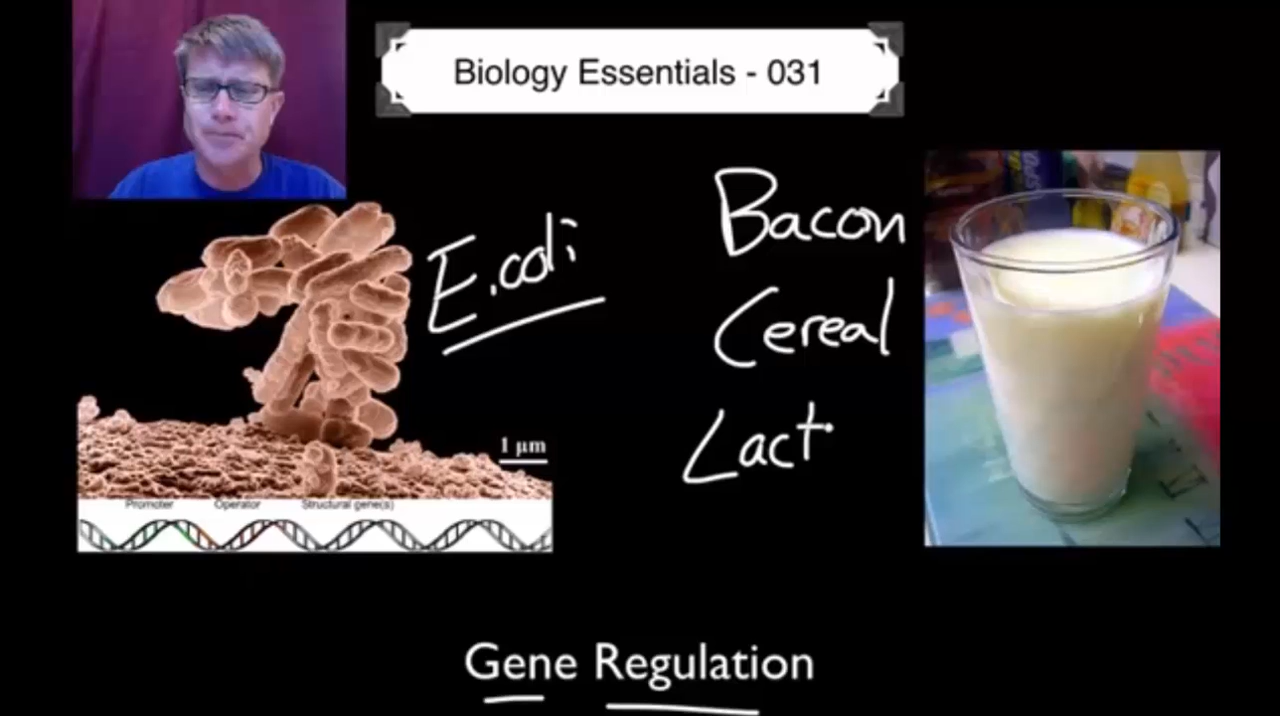 Biology Essentials - 031
E.coli
Bacon
Cereal
Lact
1 µm
Promoter Operator Structural gene(s)
Gene Regulation